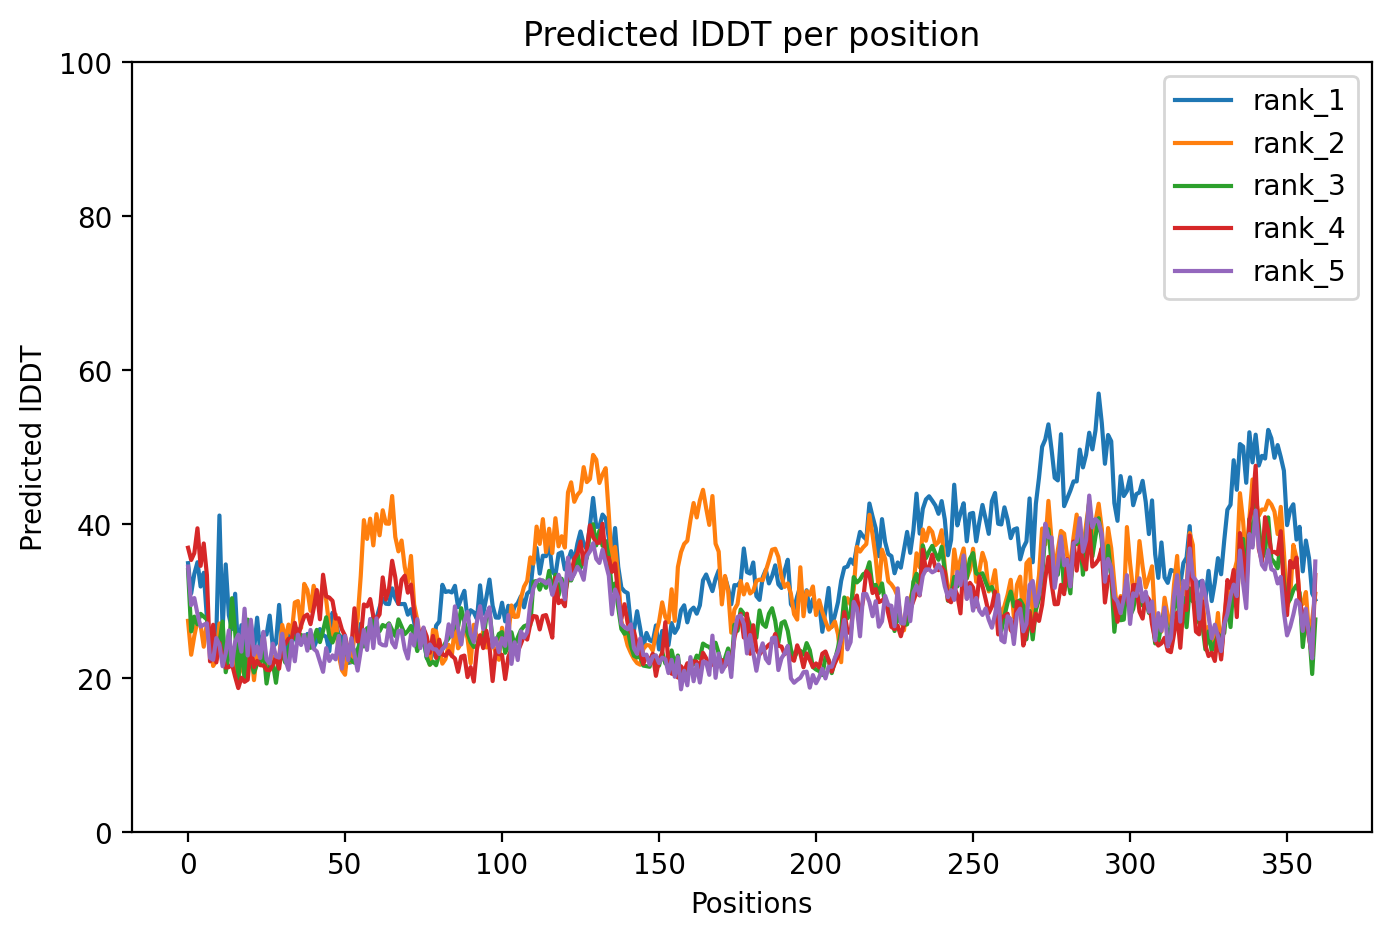 Predicted lDDT per position
100
80
60
40
20
0
Predicted lDDT
0 50 100 150 200 250 300 350
Positions
rank_1
rank_2
rank_3
rank_4
rank_5